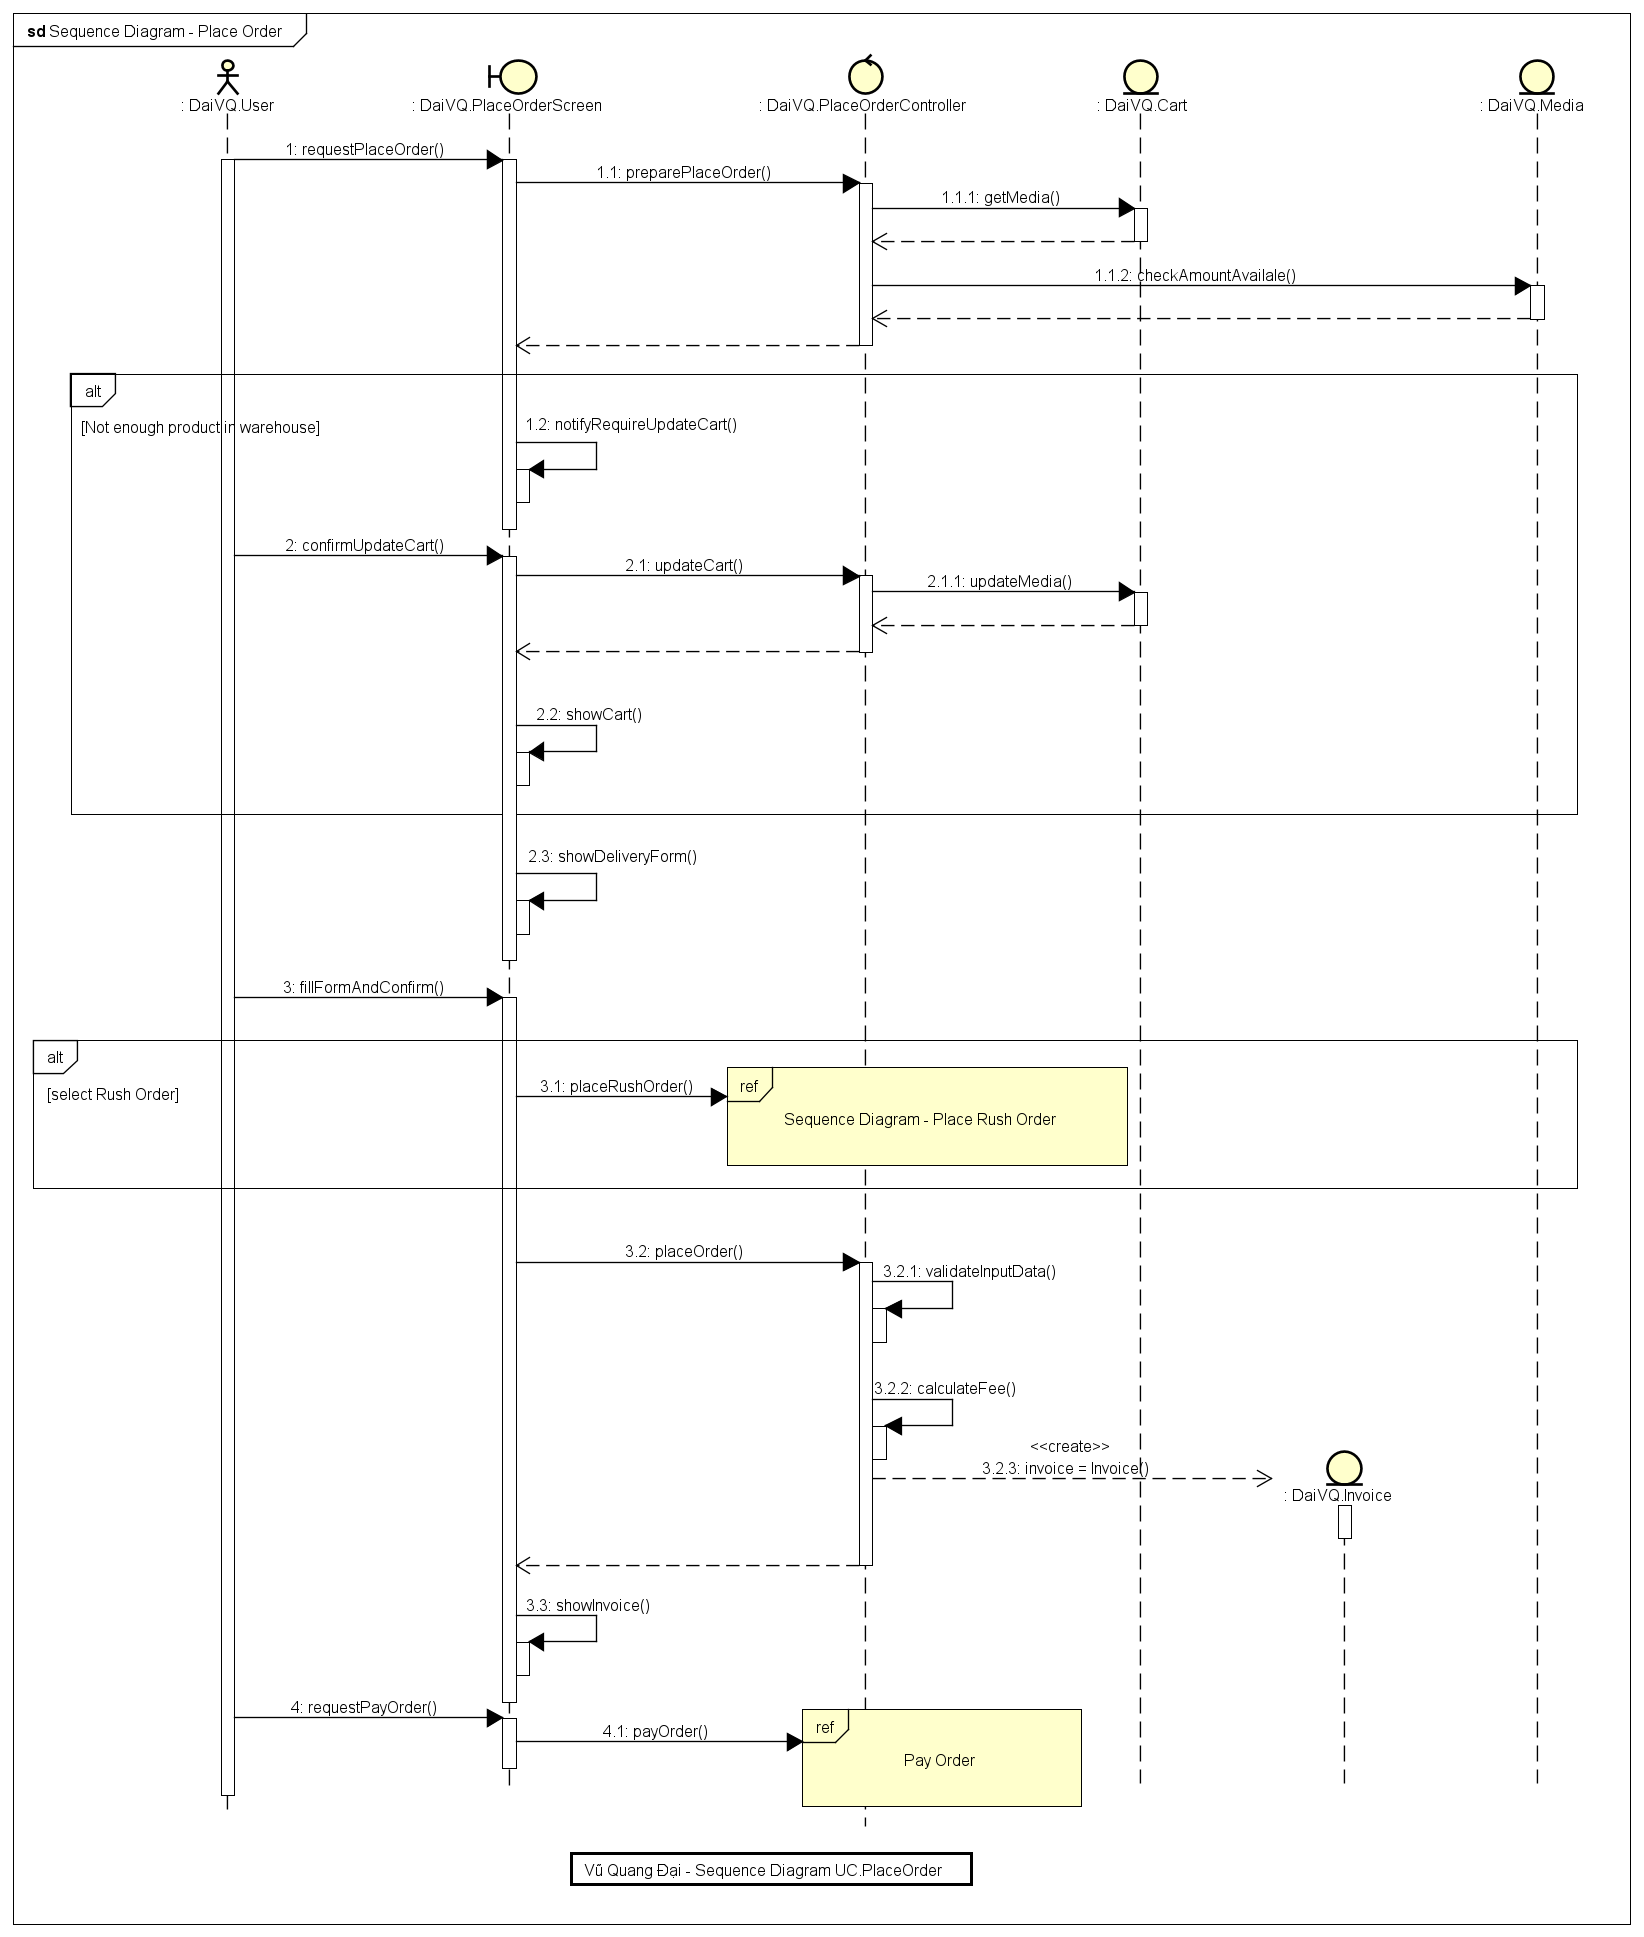 sd Sequence Diagram - Place Order
: DaiVQ.User
: DaiVQ.PlaceOrderScreen
: DaiVQ.PlaceOrderController
: DaiVQ.Cart
: DaiVQ.Media
1: requestPlaceOrder()
1.1: preparePlaceOrder()
1.1.1: getMedia()
1.1.2: checkAmountAvailale()
alt
[Not enough product in warehouse]
1.2: notifyRequireUpdateCart()
2: confirmUpdateCart()
2.1: updateCart()
2.1.1: updateMedia()
2.2: showCart()
2.3: showDeliveryForm()
3: fillFormAndConfirm()
alt
[select Rush Order]
3.1: placeRushOrder()
ref
Sequence Diagram - Place Rush Order
3.2: placeOrder()
3.2.1: validateInputData()
3.2.2: calculateFee()
<<create>>
3.2.3: invoice = Invoice()
: DaiVQ.Invoice
3.3: showInvoice()
4: requestPayOrder()
4.1: payOrder()
ref
Pay Order
Vũ Quang Đại - Sequence Diagram UC.PlaceOrder